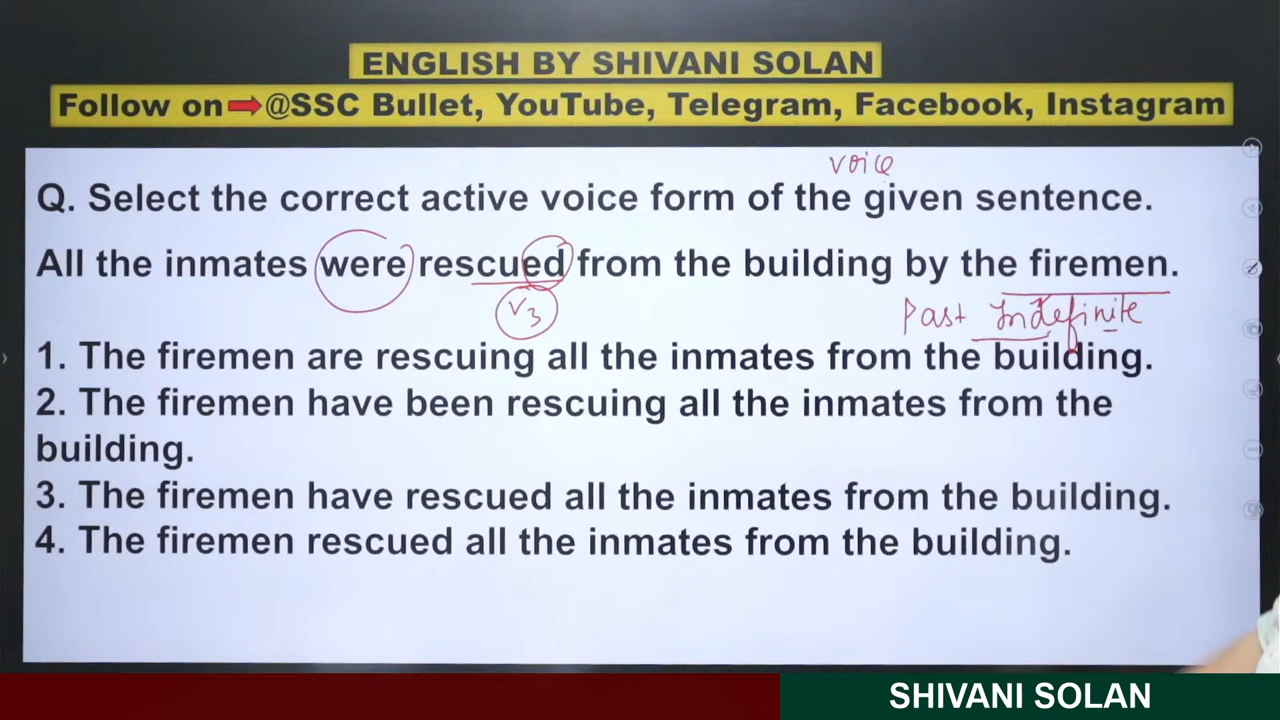 ENGLISH BY SHIVANI SOLAN
Follow on @SSC Bullet, YouTube, Telegram, Facebook, Instagram
voice
Q. Select the correct active voice form of the given sentence.
All the inmates were rescued from the building by the firemen.
V3
Past Indefinite
1. The firemen are rescuing all the inmates from the building.
2. The firemen have been rescuing all the inmates from the
building.
3. The firemen have rescued all the inmates from the building.
4. The firemen rescued all the inmates from the building.
SHIVANI SOLAN